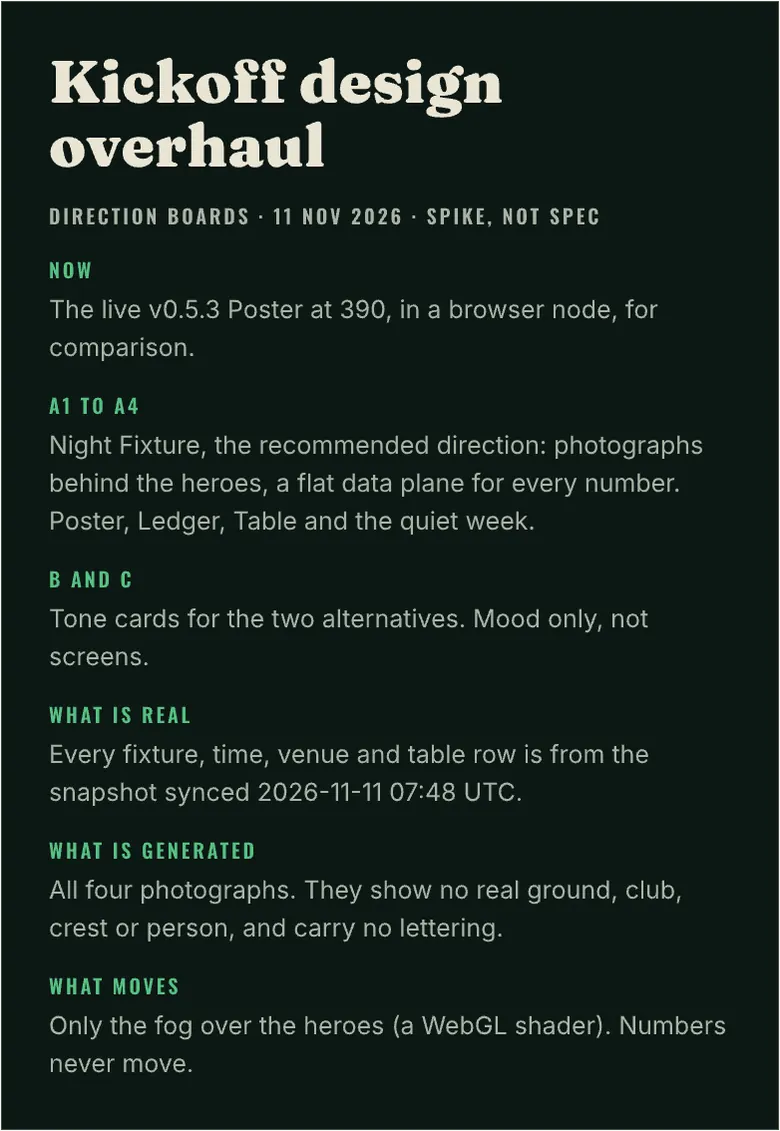 Kickoff design
overhaul
DIRECTION BOARDS · 11 NOV 2026 · SPIKE, NOT SPEC
NOW
The live v0.5.3 Poster at 390, in a browser node, for
comparison.
A1 TO A4
Night Fixture, the recommended direction: photographs
behind the heroes, a flat data plane for every number.
Poster, Ledger, Table and the quiet week.
B AND C
Tone cards for the two alternatives. Mood only, not
screens.
WHAT IS REAL
Every fixture, time, venue and table row is from the
snapshot synced 2026-11-11 07:48 UTC.
WHAT IS GENERATED
All four photographs. They show no real ground, club,
crest or person, and carry no lettering.
WHAT MOVES
Only the fog over the heroes (a WebGL shader). Numbers
never move.